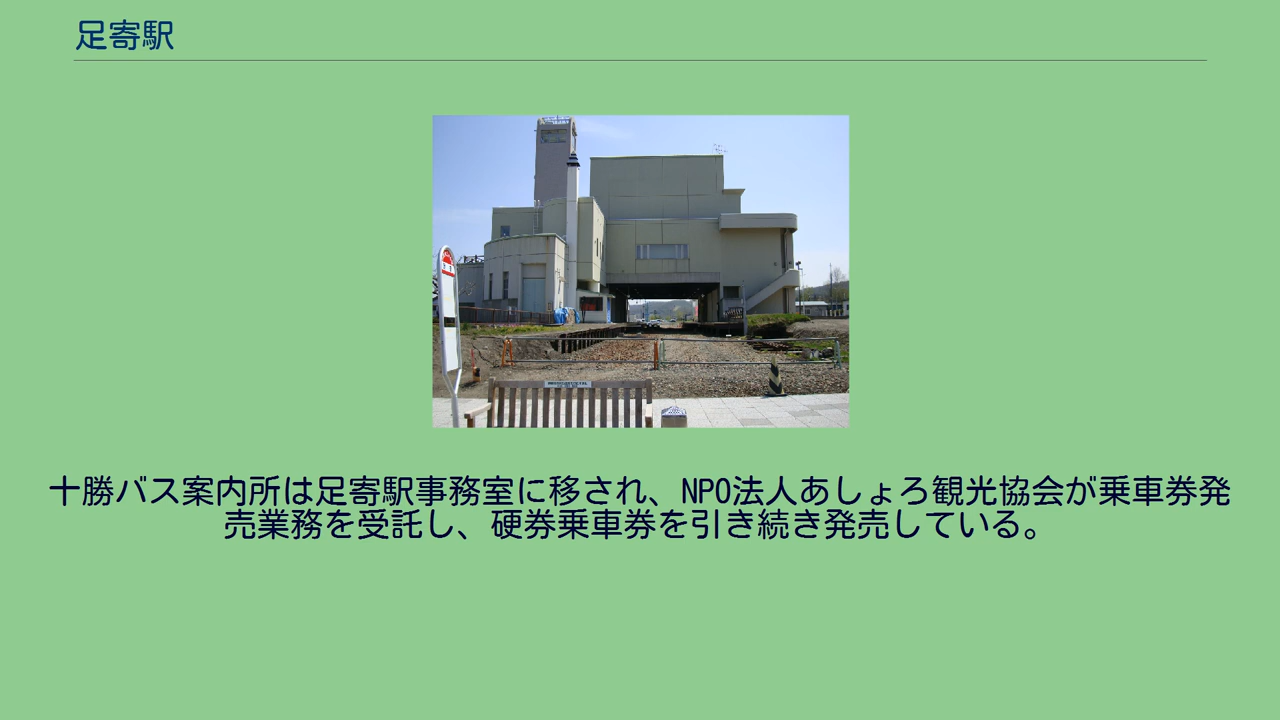 足寄駅
十勝バス案内所は足寄駅事務室に移され、NPO法人あしょろ観光協会が乗車券発
売業務を受託し、硬券乗車券を引き続き発売している。